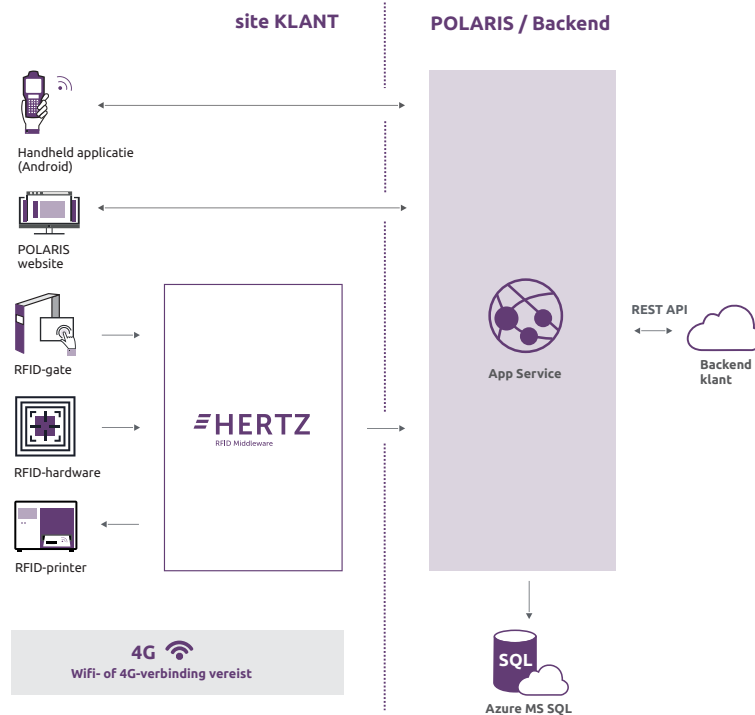 site KLANT
POLARIS / Backend
Handheld applicatie
(Android)
POLARIS
website
RFID-gate
RFID-hardware
RFID-printer
HERTZ
RFID Middleware
App Service
REST API
Backend
klant
4G
Wifi- of 4G-verbinding vereist
SQL
Azure MS SQL